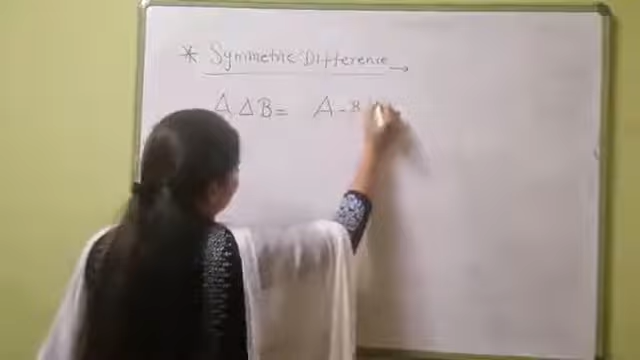 * Symmetric Difference →
A Δ B = A - B